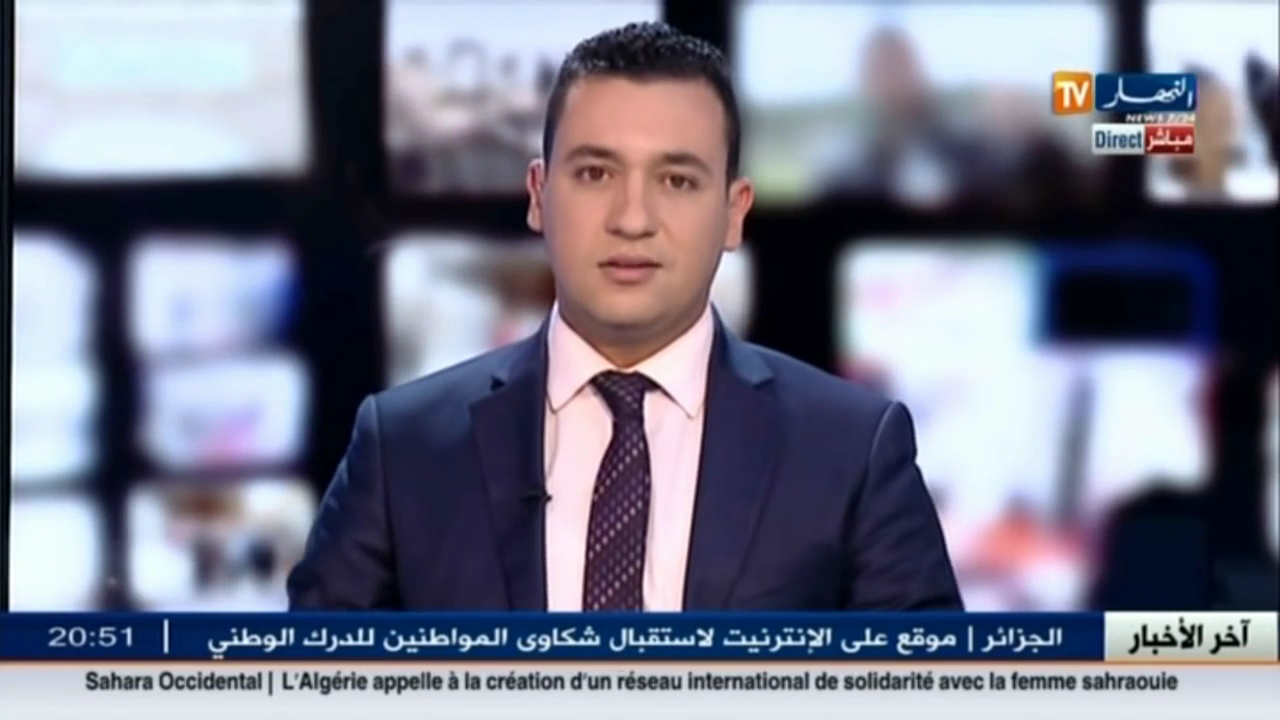 TV النهار
NEWS 7/24
Direct مباشر
آخر الأخبار
الجزائر | موقع على الإنترنيت لاستقبال شكاوى المواطنين للدرك الوطني
20:51
Sahara Occidental | L'Algérie appelle à la création d'un réseau international de solidarité avec la femme sahraouie